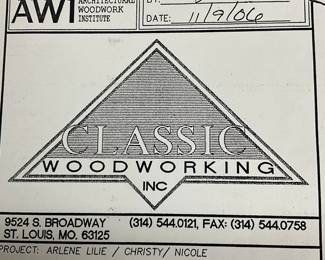 AWI ARCHITECTURAL
WOODWORK
INSTITUTE
BY:
DATE: 11/9/06
CLASSIC
WOODWORKING
INC
9524 S. BROADWAY (314) 544.0121, FAX: (314) 544.0758
ST. LOUIS, MO. 63125
PROJECT: ARLENE LILIE / CHRISTY/ NICOLE